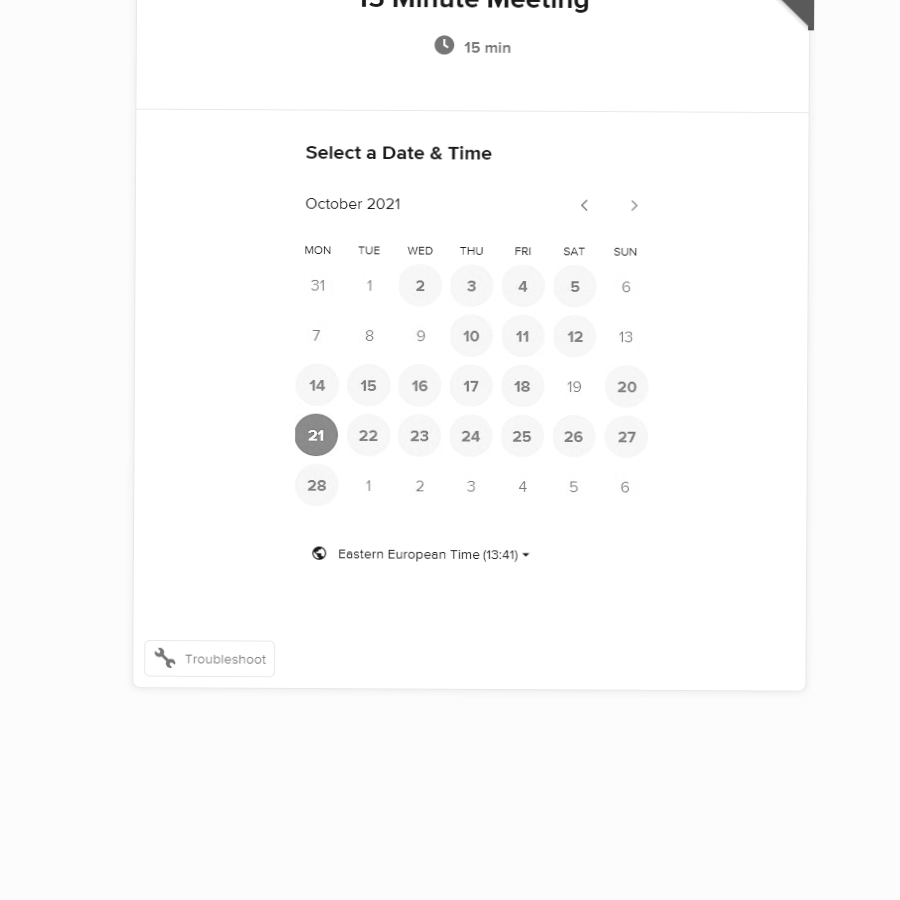 15 Minute Meeting
15 min
Select a Date & Time
October 2021
MON TUE WED THU FRI SAT SUN
31 1 2 3 4 5 6
7 8 9 10 11 12 13
14 15 16 17 18 19 20
21 22 23 24 25 26 27
28 1 2 3 4 5 6
Eastern European Time (13:41)
Troubleshoot